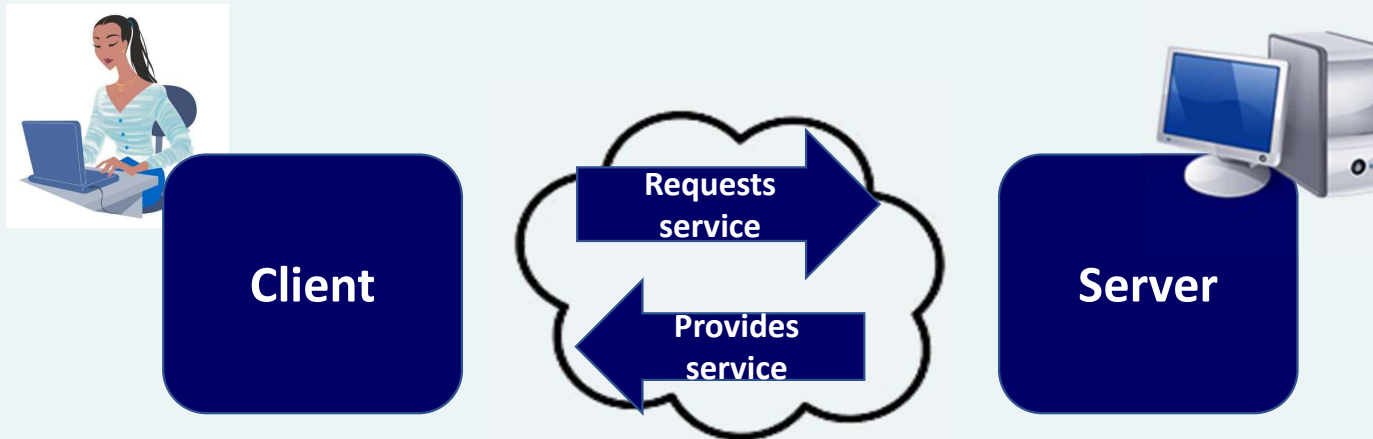 Client
Requests
service
Provides
service
Server